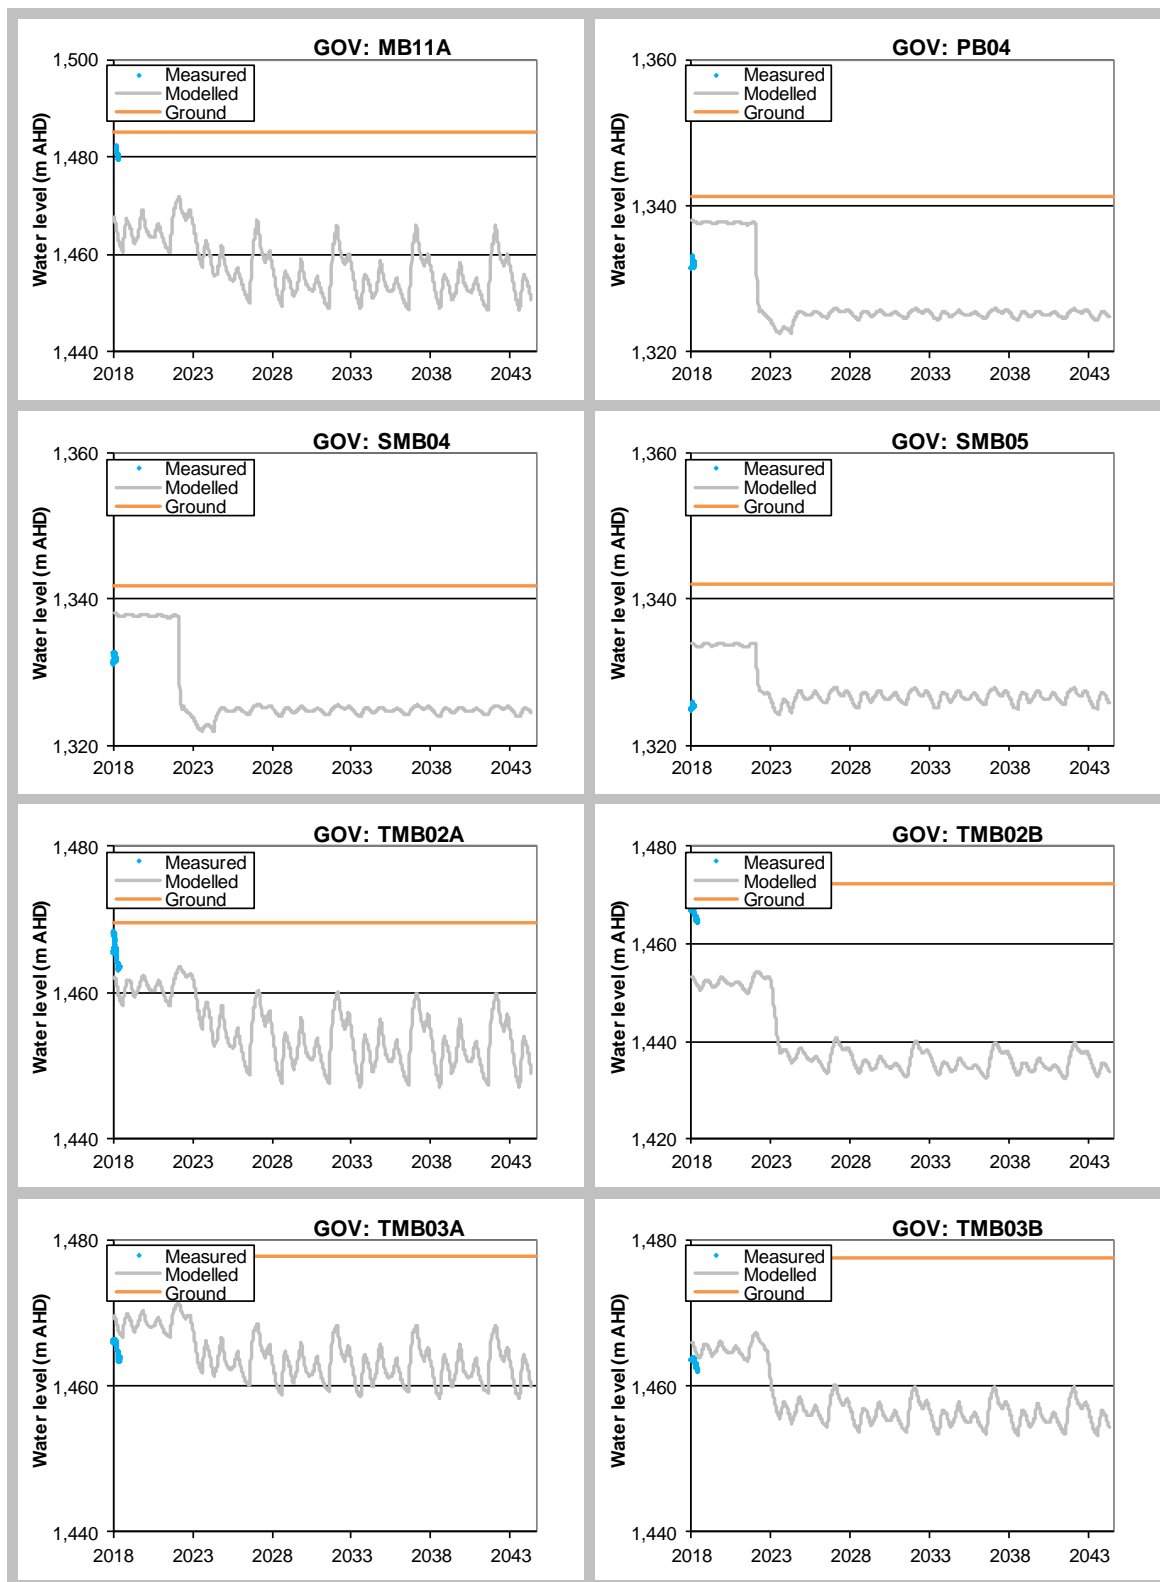 GOV: MB11A
1,500
1,480
1,460
1,440
Water level (m AHD)
Measured
Modelled
Ground
2018 2023 2028 2033 2038 2043
GOV: PB04
1,360
1,340
1,320
Water level (m AHD)
Measured
Modelled
Ground
2018 2023 2028 2033 2038 2043
GOV: SMB04
1,360
1,340
1,320
Water level (m AHD)
Measured
Modelled
Ground
2018 2023 2028 2033 2038 2043
GOV: SMB05
1,360
1,340
1,320
Water level (m AHD)
Measured
Modelled
Ground
2018 2023 2028 2033 2038 2043
GOV: TMB02A
1,480
1,460
1,440
Water level (m AHD)
Measured
Modelled
Ground
2018 2023 2028 2033 2038 2043
GOV: TMB02B
1,480
1,460
1,440
1,420
Water level (m AHD)
Measured
Modelled
Ground
2018 2023 2028 2033 2038 2043
GOV: TMB03A
1,480
1,460
1,440
Water level (m AHD)
Measured
Modelled
Ground
2018 2023 2028 2033 2038 2043
GOV: TMB03B
1,480
1,460
1,440
Water level (m AHD)
Measured
Modelled
Ground
2018 2023 2028 2033 2038 2043